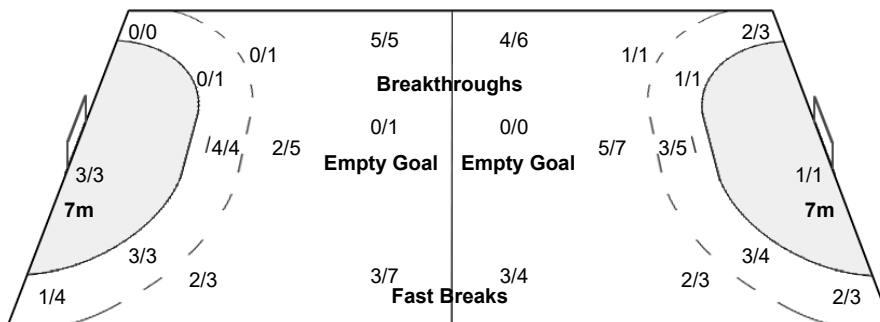 0/0 2/3
0/1 5/5 4/6 1/1
0/1 Breakthroughs 1/1
0/1 0/0
4/4 2/5 5/7 3/5
Empty Goal Empty Goal
3/3 1/1
7m 7m
3/3 3/4
2/3 3/7 3/4 2/3
1/4 Fast Breaks 2/3